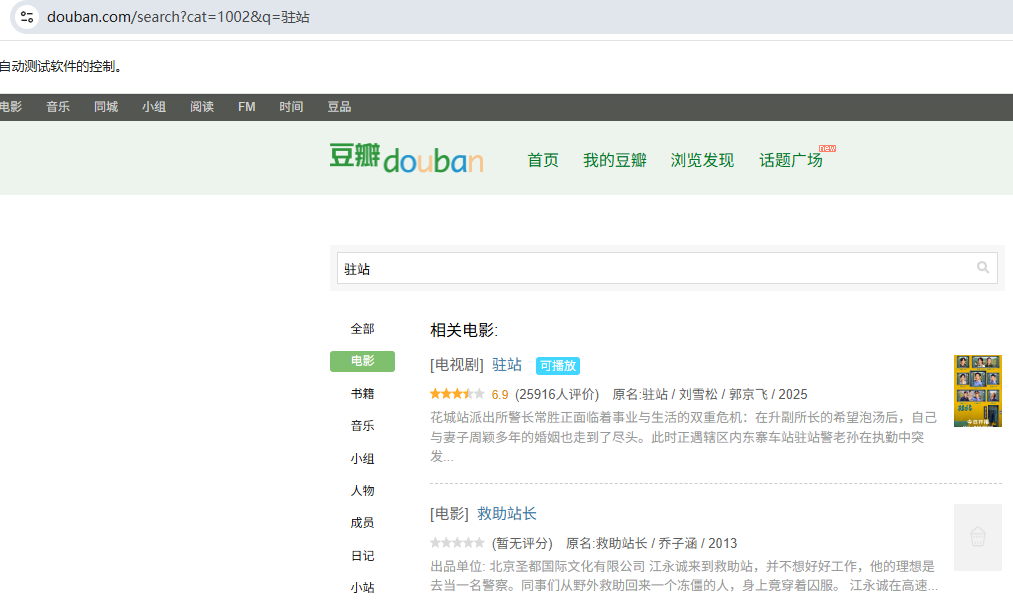 douban.com/search?cat=1002&q=驻站
自动测试软件的控制。
电影 音乐 同城 小组 阅读 FM 时间 豆品
豆瓣douban 首页 我的豆瓣 浏览发现 话题广场 new
驻站
全部
电影
书籍
音乐
小组
人物
成员
日记
小站
相关电影:
[电视剧] 驻站 可播放
6.9 (25916人评价) 原名:驻站 / 刘雪松 / 郭京飞 / 2025
花城站派出所警长常胜正面临着事业与生活的双重危机：在升副所长的希望泡汤后，自己
与妻子周颖多年的婚姻也走到了尽头。此时正遇辖区内东寨车站驻站警老孙在执勤中突
发...
[电影] 救助站长
(暂无评分) 原名:救助站长 / 乔子涵 / 2013
出品单位: 北京圣都国际文化有限公司 江永诚来到救助站，并不想好好工作，他的理想是
去当一名警察。同事们从野外救助回来一个冻僵的人，身上竟穿着囚服。 江永诚在高速...